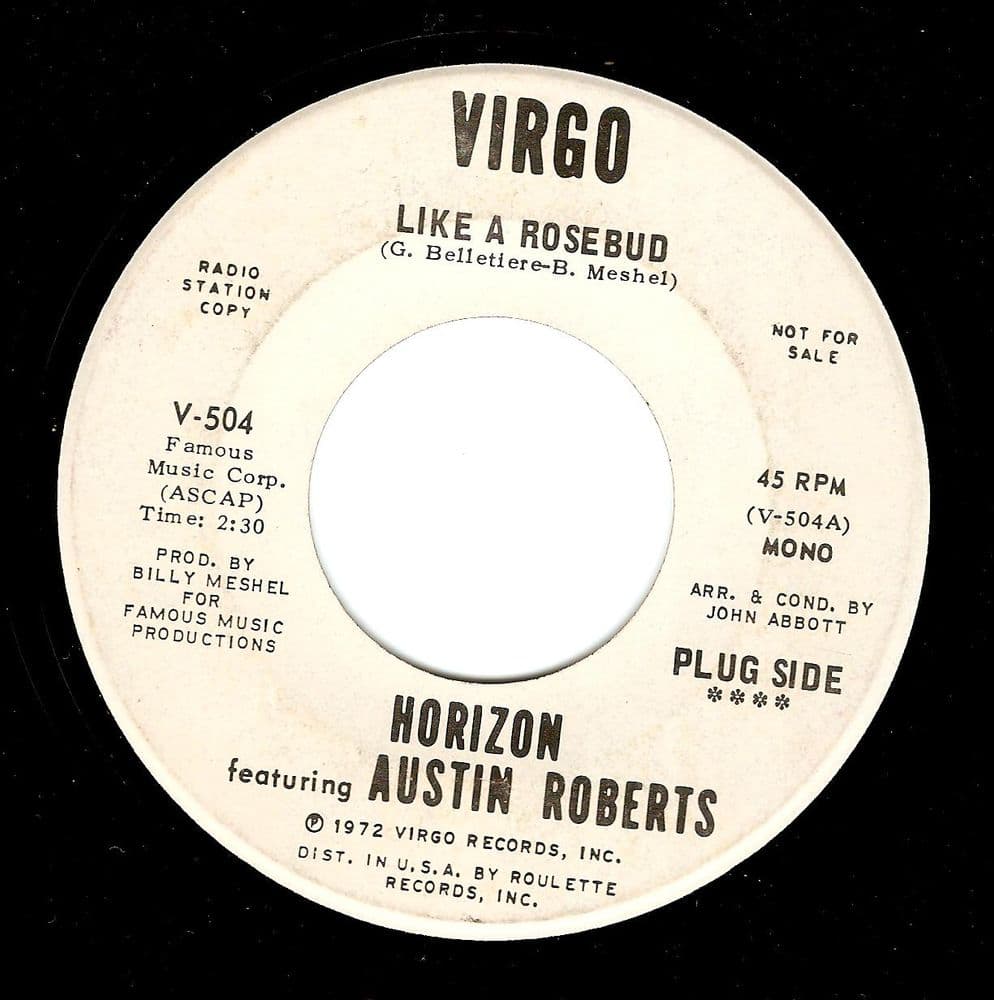 VIRGO
LIKE A ROSEBUD
(G. Belletiere-B. Meshel)
RADIO
STATION
COPY
NOT FOR
SALE
V-504
Famous
Music Corp.
(ASCAP)
Time: 2:30
PROD. BY
BILLY MESHEL
FOR
FAMOUS MUSIC
PRODUCTIONS
45 RPM
(V-504A)
MONO
ARR. & COND. BY
JOHN ABBOTT
PLUG SIDE
****
HORIZON
featuring AUSTIN ROBERTS
℗ 1972 VIRGO RECORDS, INC.
DIST. IN U.S.A. BY ROULETTE
RECORDS, INC.